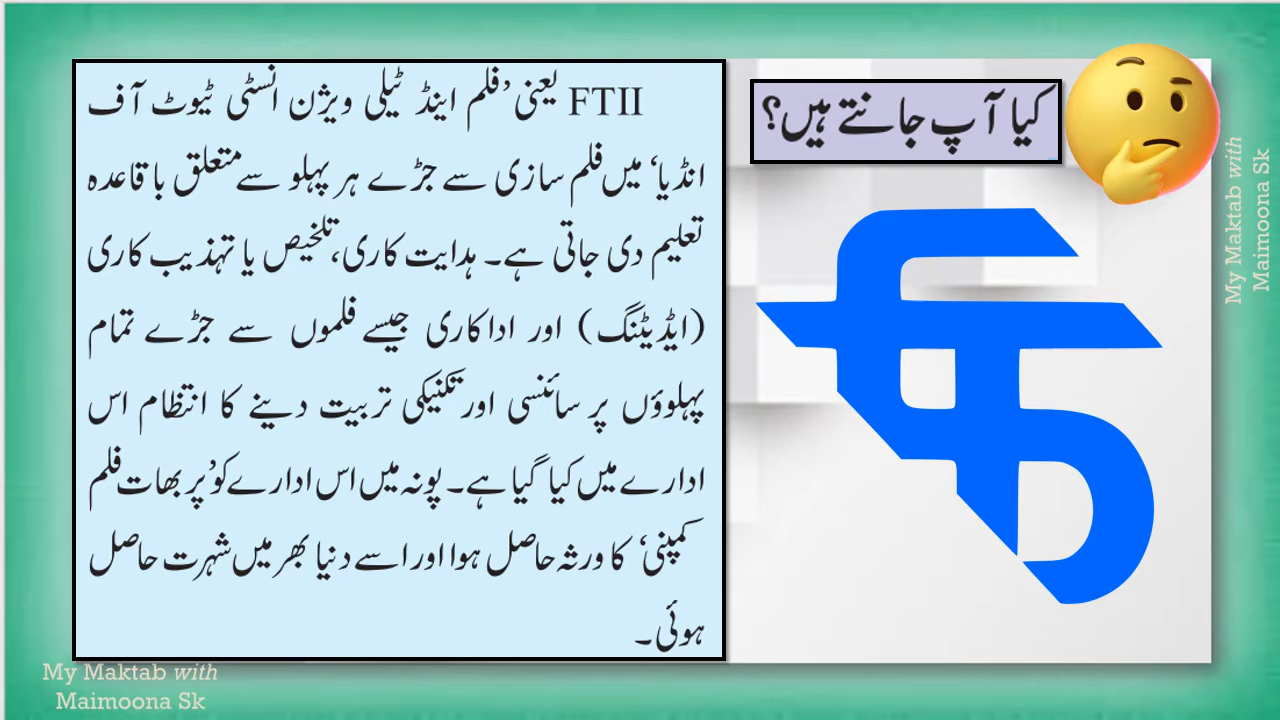 کیا آپ جانتے ہیں؟
FTII یعنی ’فلم اینڈ ٹیلی ویژن انسٹی ٹیوٹ آف
انڈیا‘ میں فلم سازی سے جڑے ہر پہلو سے متعلق باقاعدہ
تعلیم دی جاتی ہے۔ ہدایت کاری، تلخیص یا تہذیب کاری
(ایڈیٹنگ) اور اداکاری جیسے فلموں سے جڑے تمام
پہلوؤں پر سائنسی اور تکنیکی تربیت دینے کا انتظام اس
ادارے میں کیا گیا ہے۔ پونہ میں اس ادارے کو ’پربھات فلم
کمپنی‘ کا ورثہ حاصل ہوا اور اسے دنیا بھر میں شہرت حاصل
ہوئی۔
My Maktab with
Maimoona Sk
My Maktab with
Maimoona Sk